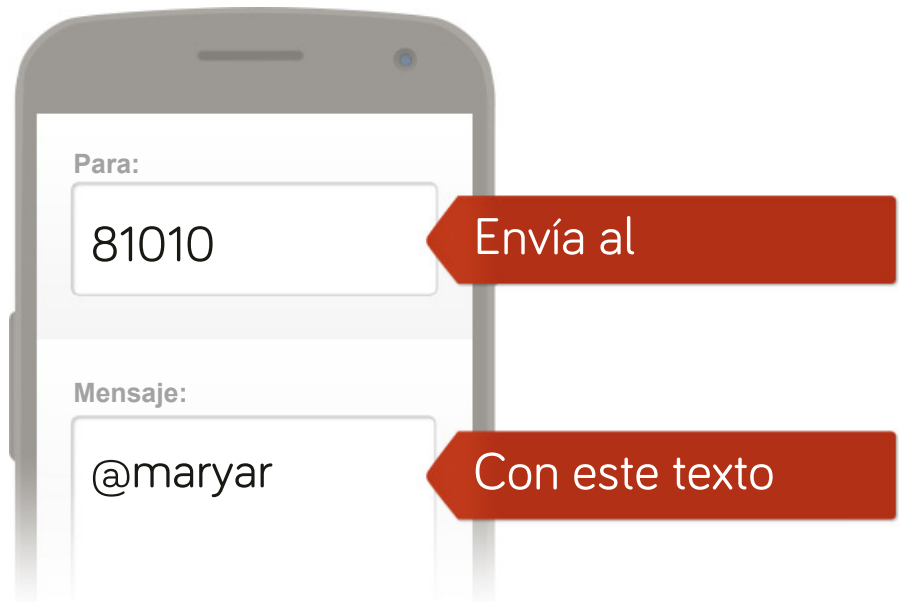 Para:
81010
Envía al
Mensaje:
@maryar
Con este texto